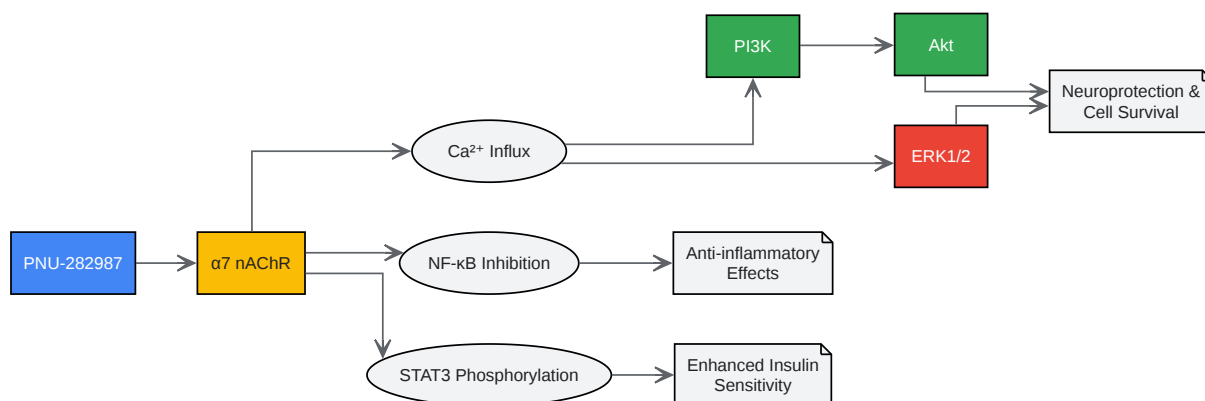 PI3K
Akt
Neuroprotection &
Cell Survival
Ca²⁺ Influx
ERK1/2
PNU-282987
α7 nAChR
NF-κB Inhibition
Anti-inflammatory
Effects
STAT3 Phosphorylation
Enhanced Insulin
Sensitivity